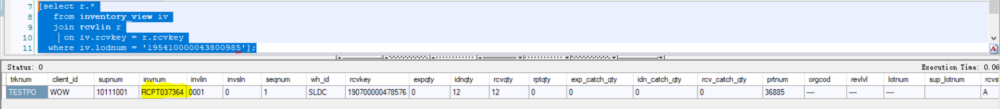 7 [select r.*
8 from inventory_view iv
9 join rcvlin r
10 on iv.rcvkey = r.rcvkey
11 where iv.lodnum = '195410000043800985'];
A
Status: 0 Execution Time: 0.06
trknum client_id supnum invnum invlin invsln seqnum wh_id rcvkey expqty idnqty rcvqty rptqty exp_catch_qty idn_catch_qty rcv_catch_qty prtnum orgcod revlvl lotnum sup_lotnum rcvs
TESTPO WOW 10111001 RCPT037364 0001 0 1 SLDC 190700000478576 0 12 12 0 0 0 0 36885 ---- ---- ---- A